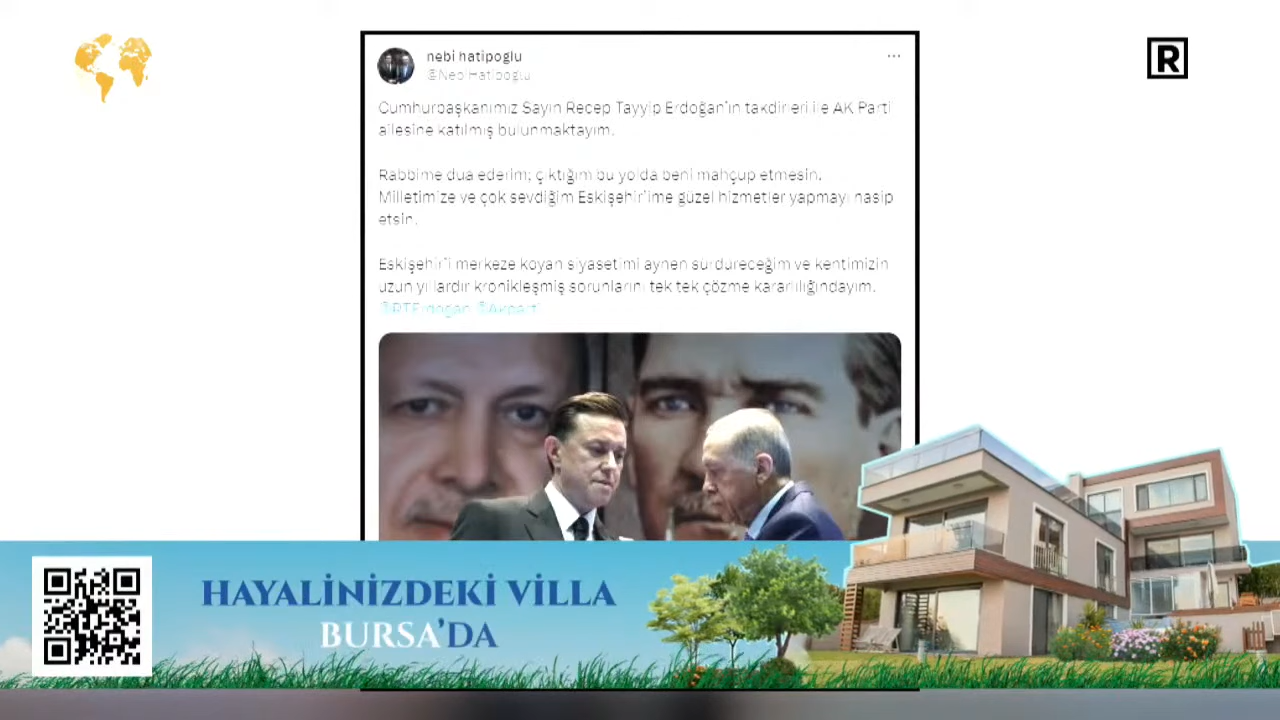 R
nebi hatipoglu
@NebiHatipoglu
Cumhurbaşkanımız Sayın Recep Tayyip Erdoğan'ın takdirleri ile AK Parti
ailesine katılmış bulunmaktayım.
Rabbime dua ederim; çıktığım bu yolda beni mahçup etmesin.
Milletimize ve çok sevdiğim Eskişehir'ime güzel hizmetler yapmayı nasip
etsin.
Eskişehir'i merkeze koyan siyasetimi aynen sürdüreceğim ve kentimizin
uzun yıllardır kronikleşmiş sorunlarını tek tek çözme kararlılığındayım.
@RTErdogan @Akparti
HAYALİNİZDEKİ VİLLA
BURSA'DA